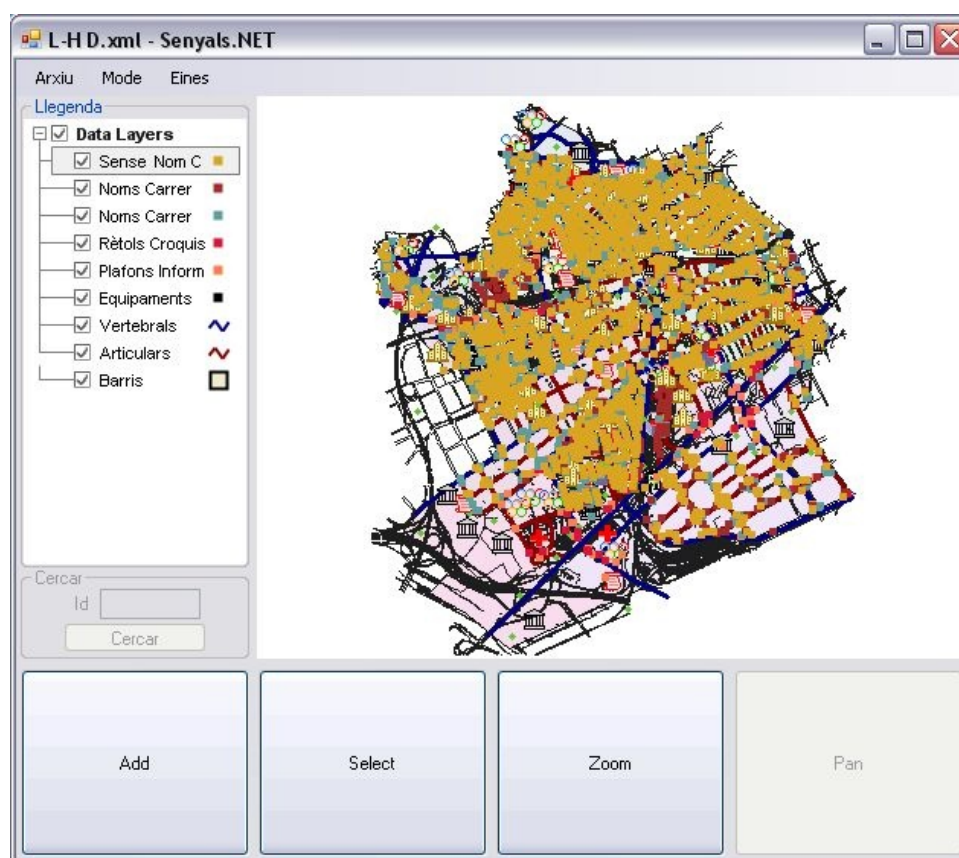 L-H D.xml - Senyals.NET
Arxiu Mode Eines
Llegenda
Data Layers
Sense Nom C
Noms Carrer
Noms Carrer
Rètols Croquis
Plafons Inform
Equipaments
Vertebrals
Articulars
Barris
Cercar
Id
Cercar
Add Select Zoom Pan